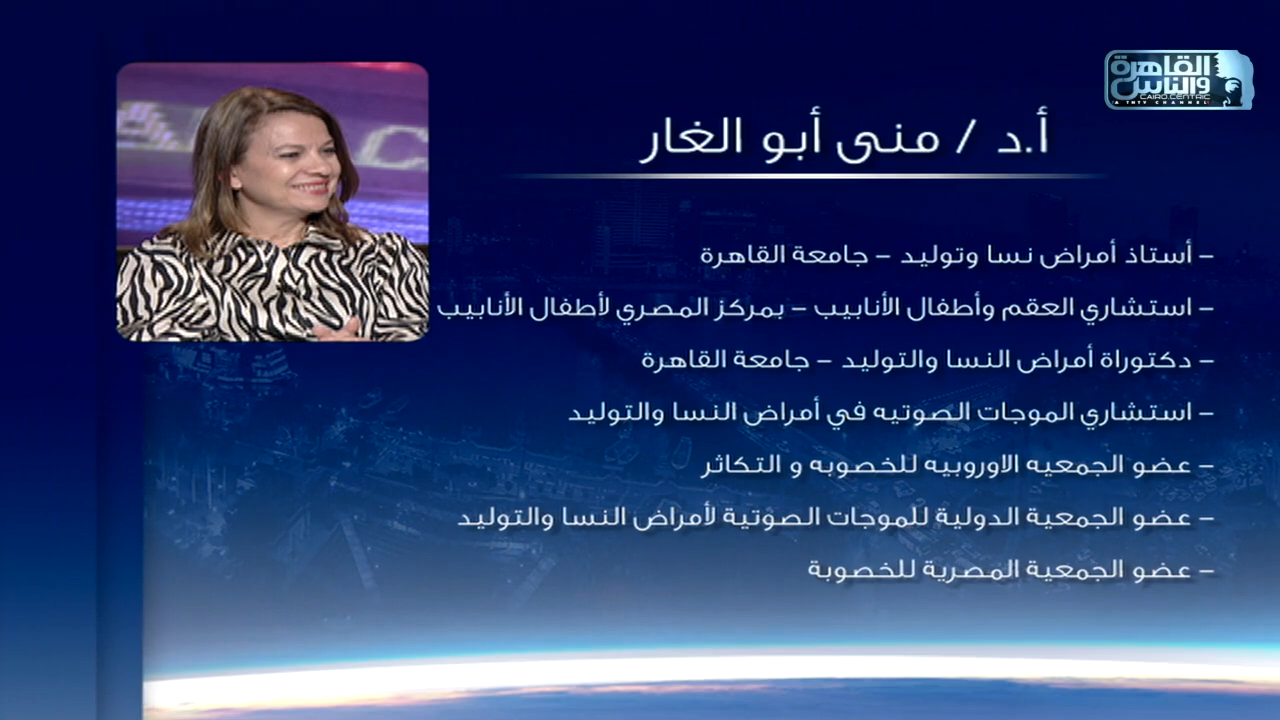 القاهرة
والناس
CAIRO.CENTRIC
A TNTV CHANNEL
أ.د / منى أبو الغار
- أستاذ أمراض نسا وتوليد - جامعة القاهرة
- استشاري العقم وأطفال الأنابيب - بمركز المصري لأطفال الأنابيب
- دكتوراة أمراض النسا والتوليد - جامعة القاهرة
- استشاري الموجات الصوتيه في أمراض النسا والتوليد
- عضو الجمعيه الاوروبيه للخصوبه و التكاثر
- عضو الجمعية الدولية للموجات الصوتية لأمراض النسا والتوليد
- عضو الجمعية المصرية للخصوبة